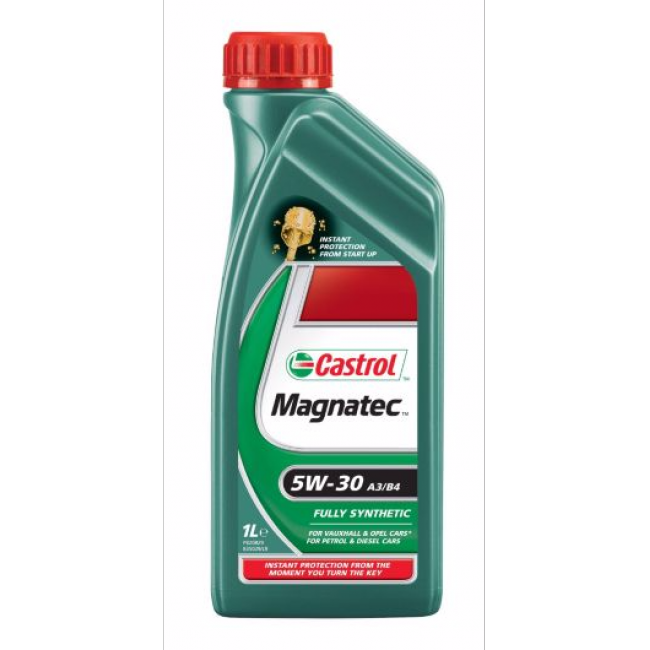 INSTANT
PROTECTION
FROM START UP
Castrol
Magnatec™
5W-30 A3/B4
FULLY SYNTHETIC
1L℮
FOR VAUXHALL & OPEL CARS*
FOR PETROL & DIESEL CARS
INSTANT PROTECTION FROM THE
MOMENT YOU TURN THE KEY